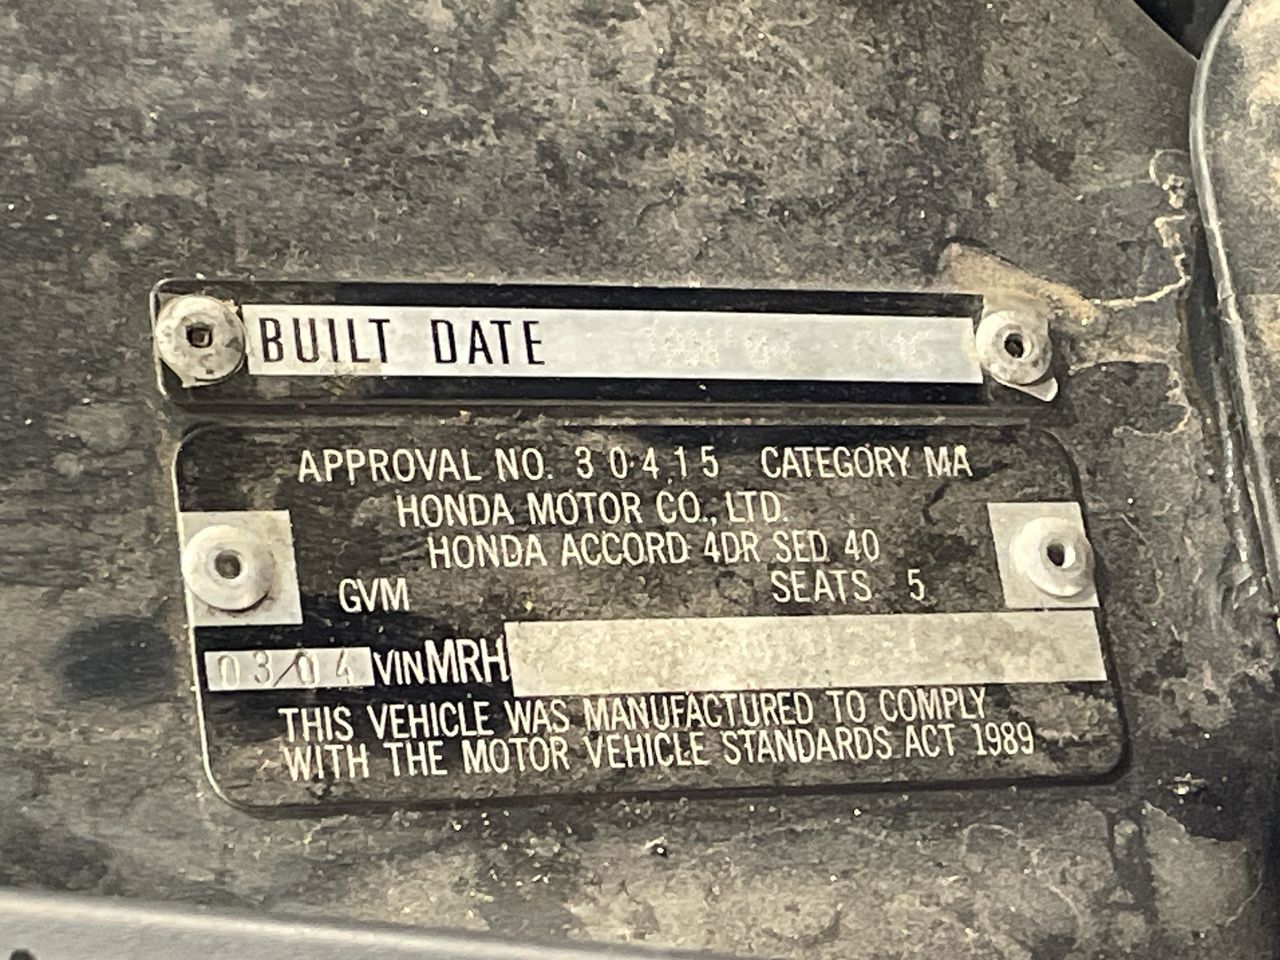 BUILT DATE
APPROVAL NO. 30415 CATEGORY MA
HONDA MOTOR CO., LTD.
HONDA ACCORD 4DR SED 40
GVM SEATS 5
03/04 VIN MRH
THIS VEHICLE WAS MANUFACTURED TO COMPLY
WITH THE MOTOR VEHICLE STANDARDS ACT 1989